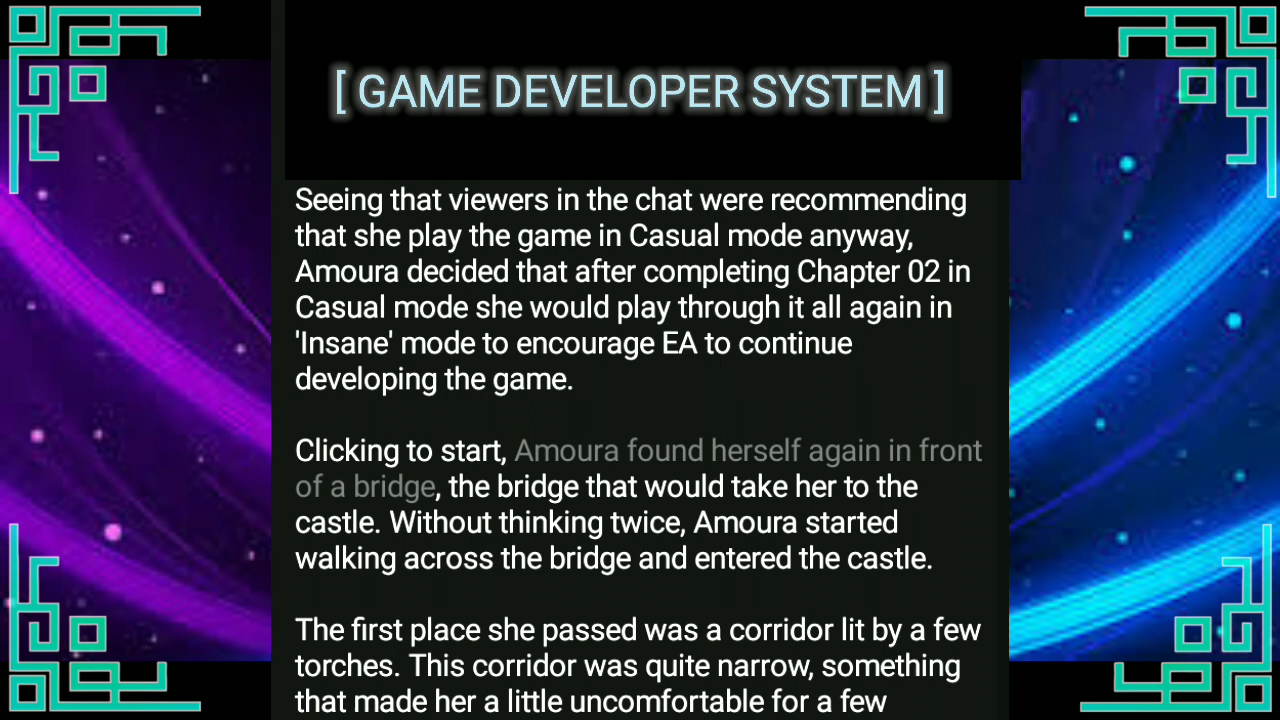 [ GAME DEVELOPER SYSTEM ]
Seeing that viewers in the chat were recommending
that she play the game in Casual mode anyway,
Amoura decided that after completing Chapter 02 in
Casual mode she would play through it all again in
'Insane' mode to encourage EA to continue
developing the game.
Clicking to start, Amoura found herself again in front
of a bridge, the bridge that would take her to the
castle. Without thinking twice, Amoura started
walking across the bridge and entered the castle.
The first place she passed was a corridor lit by a few
torches. This corridor was quite narrow, something
that made her a little uncomfortable for a few